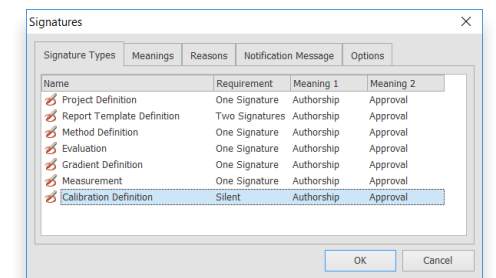 Signatures
Signature Types Meanings Reasons Notification Message Options
Name Requirement Meaning 1 Meaning 2
Project Definition One Signature Authorship Approval
Report Template Definition Two Signatures Authorship Approval
Method Definition One Signature Authorship Approval
Evaluation One Signature Authorship Approval
Gradient Definition One Signature Authorship Approval
Measurement One Signature Authorship Approval
Calibration Definition Silent Authorship Approval
OK Cancel